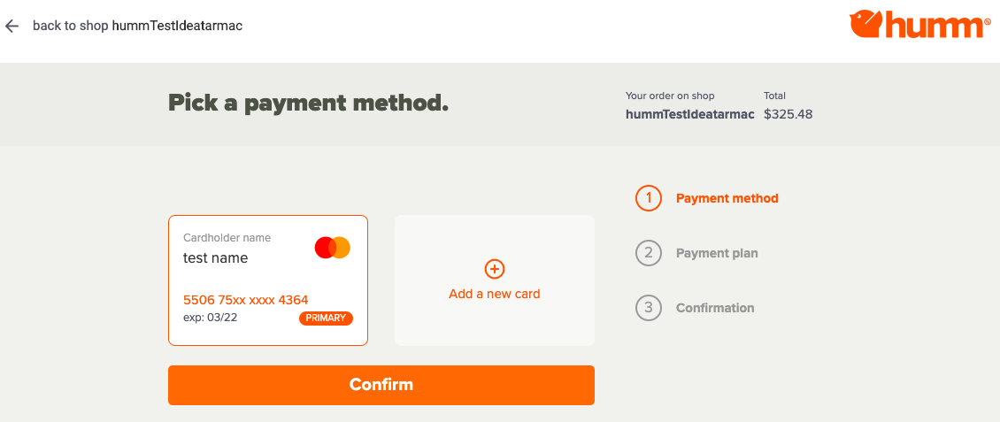 back to shop hummTestIdeatarmac
humm®
Pick a payment method.
Your order on shop
hummTestIdeatarmac
Total
$325.48
Cardholder name
test name
5506 75xx xxxx 4364
exp: 03/22
PRIMARY
Add a new card
Confirm
1 Payment method
2 Payment plan
3 Confirmation